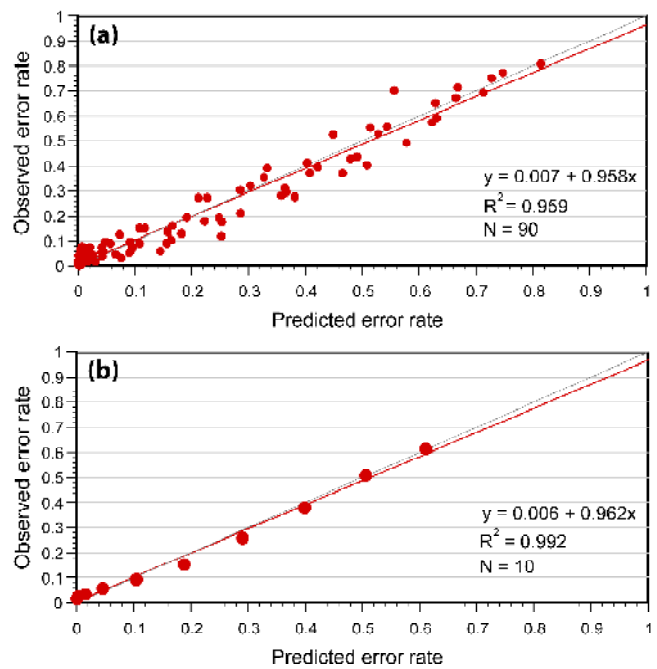 (a)
Observed error rate
1
0.9
0.8
0.7
0.6
0.5
0.4
0.3
0.2
0.1
0
y = 0.007 + 0.958x
R² = 0.959
N = 90
0 0.1 0.2 0.3 0.4 0.5 0.6 0.7 0.8 0.9 1
Predicted error rate
(b)
Observed error rate
1
0.9
0.8
0.7
0.6
0.5
0.4
0.3
0.2
0.1
0
y = 0.006 + 0.962x
R² = 0.992
N = 10
0 0.1 0.2 0.3 0.4 0.5 0.6 0.7 0.8 0.9 1
Predicted error rate